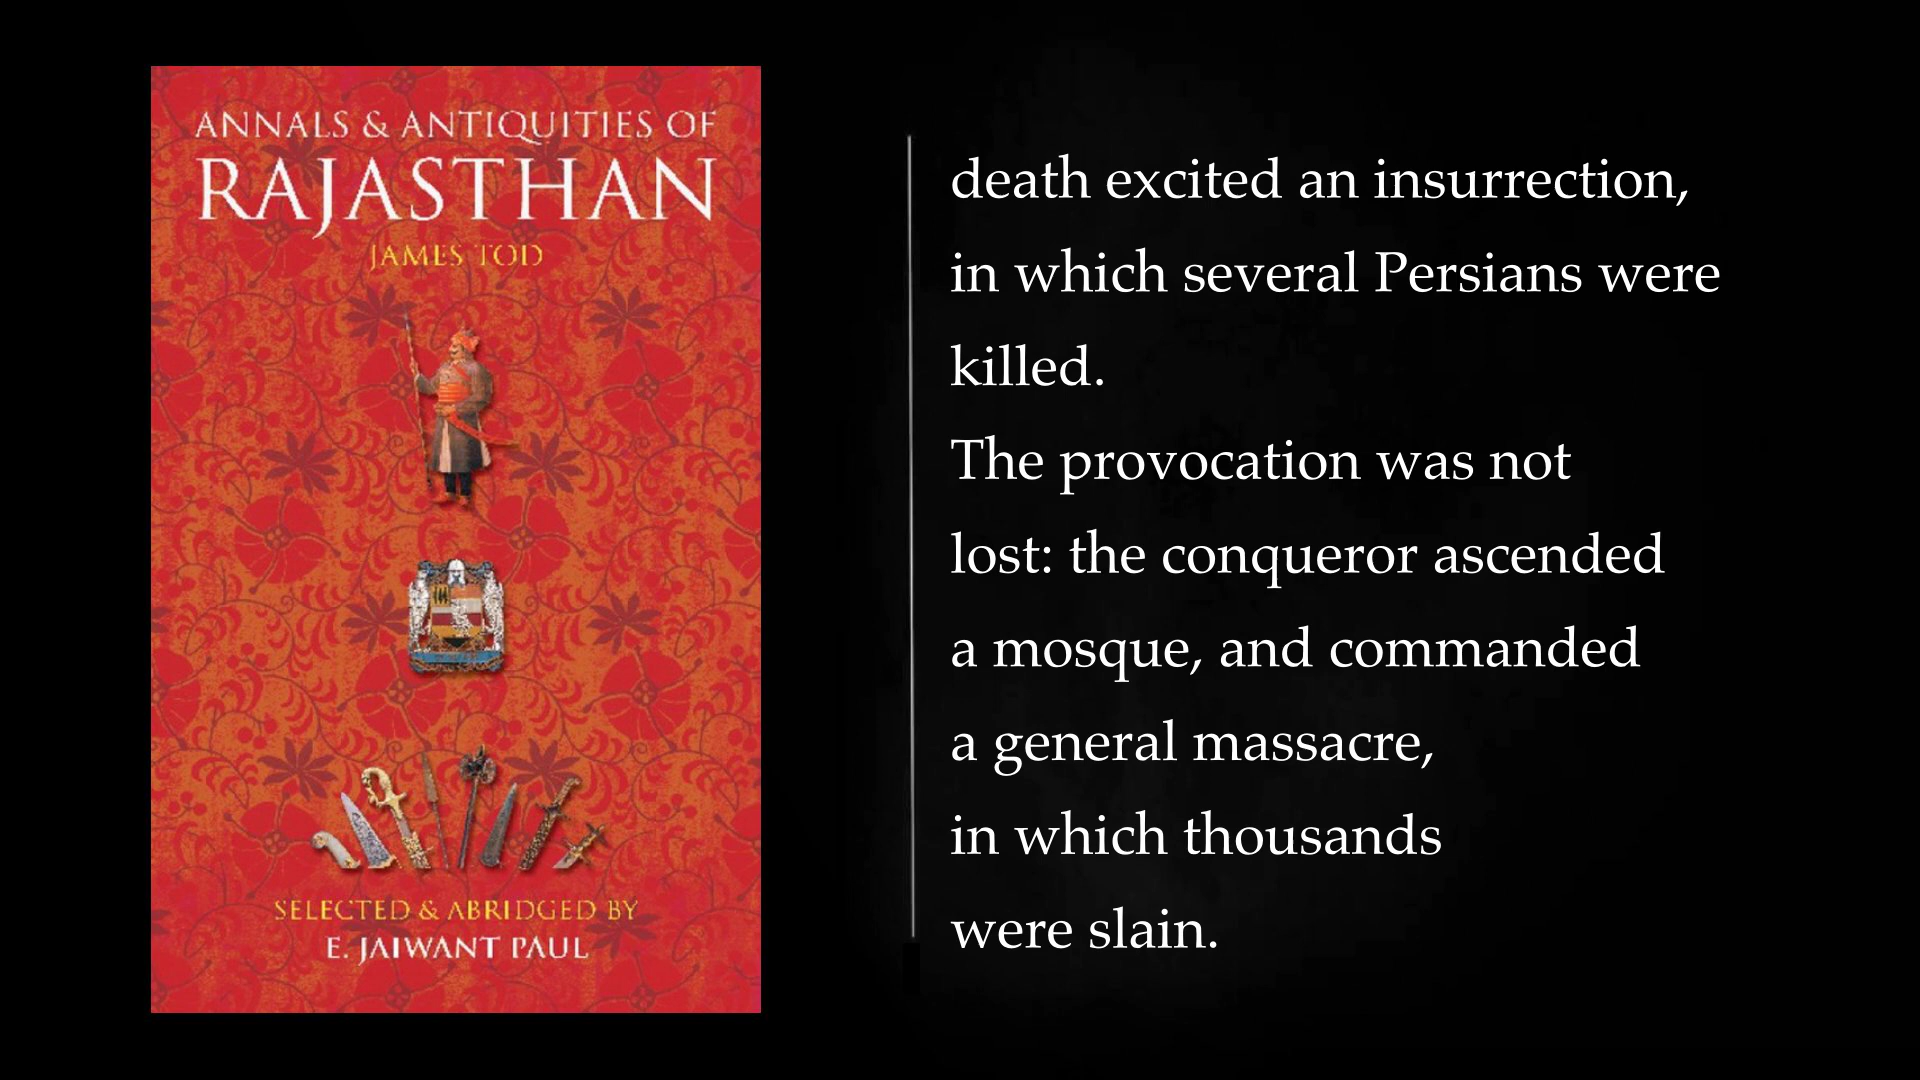 ANNALS & ANTIQUITIES OF
RAJASTHAN
JAMES TOD
SELECTED & ABRIDGED BY
E. JAIWANT PAUL
death excited an insurrection,
in which several Persians were
killed.
The provocation was not
lost: the conqueror ascended
a mosque, and commanded
a general massacre,
in which thousands
were slain.